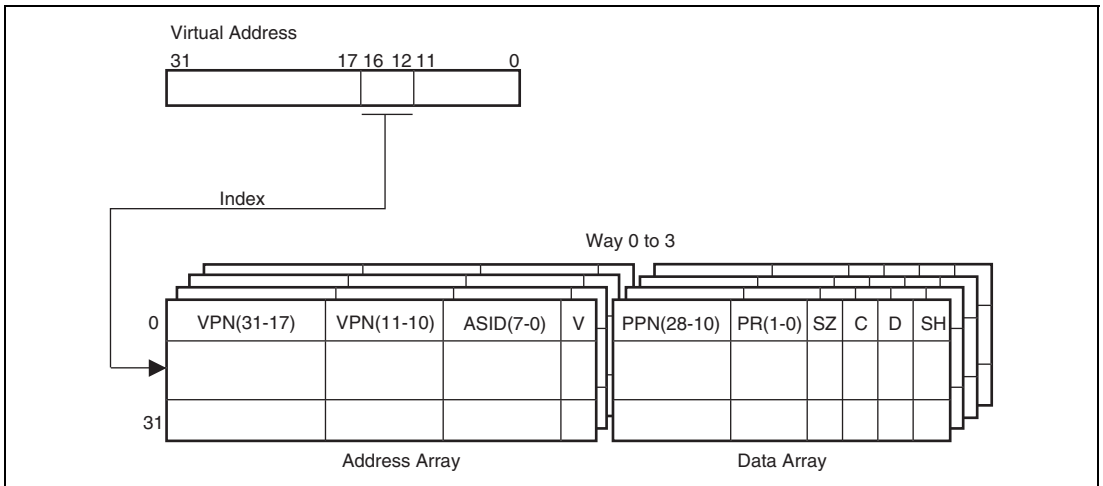 Virtual Address
31 17 16 12 11 0
Index
Way 0 to 3
0 VPN(31-17) VPN(11-10) ASID(7-0) V PPN(28-10) PR(1-0) SZ C D SH
31
Address Array Data Array